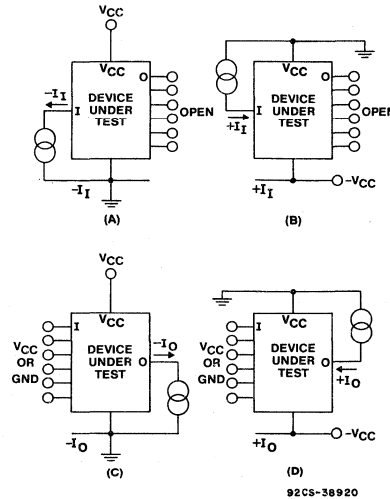 VCC
VCC
O
-II
I
DEVICE
UNDER
TEST
OPEN
-II
(A)
VCC
O
I
+II
DEVICE
UNDER
TEST
OPEN
+II
-VCC
(B)
VCC
VCC
I
VCC
OR
GND
DEVICE
UNDER
TEST
O
-IO
-IO
(C)
VCC
I
VCC
OR
GND
DEVICE
UNDER
TEST
O
+IO
+IO
-VCC
(D)
92CS-38920